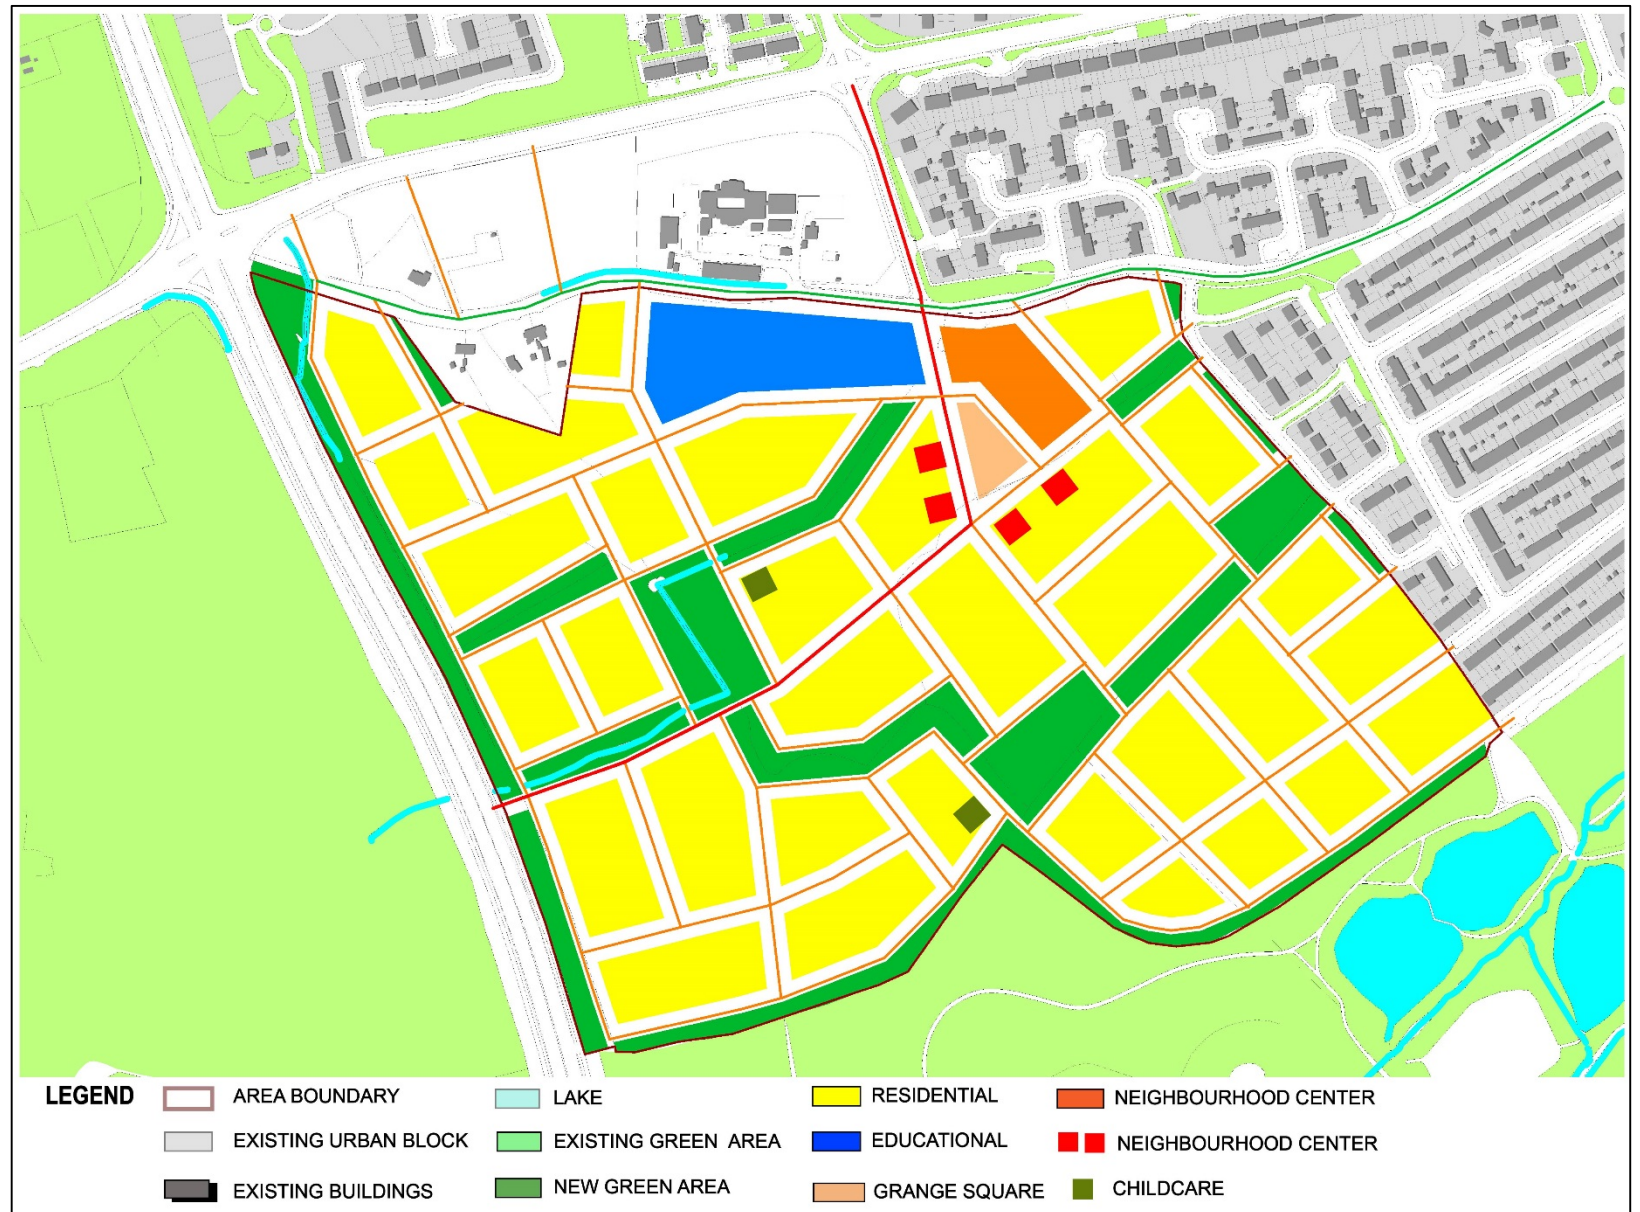 LEGEND AREA BOUNDARY LAKE RESIDENTIAL NEIGHBOURHOOD CENTER
EXISTING URBAN BLOCK EXISTING GREEN AREA EDUCATIONAL NEIGHBOURHOOD CENTER
EXISTING BUILDINGS NEW GREEN AREA GRANGE SQUARE CHILDCARE